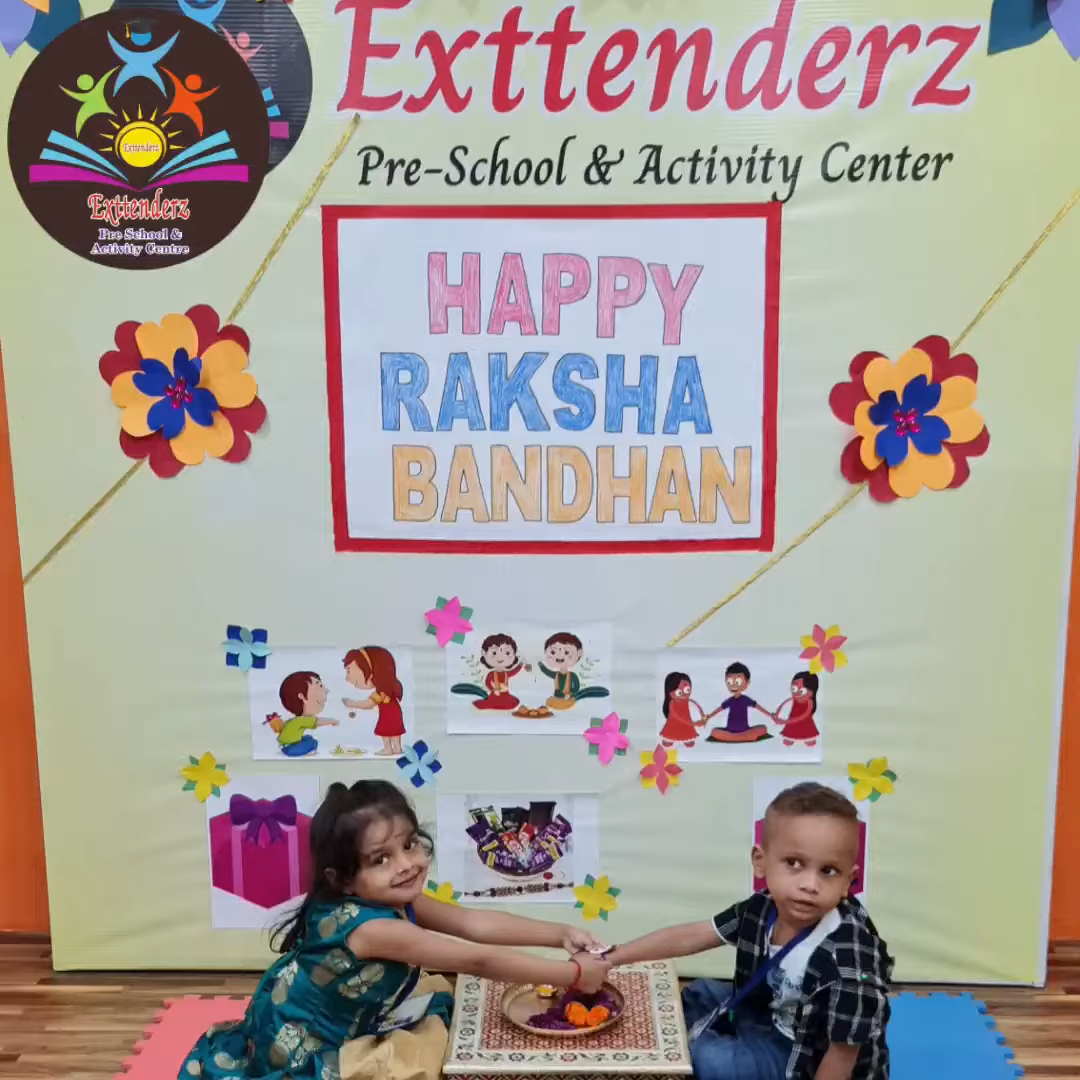 Exttenderz
Exttenderz
Pre School &
Activity Centre
Exttenderz
Pre-School & Activity Center
HAPPY
RAKSHA
BANDHAN